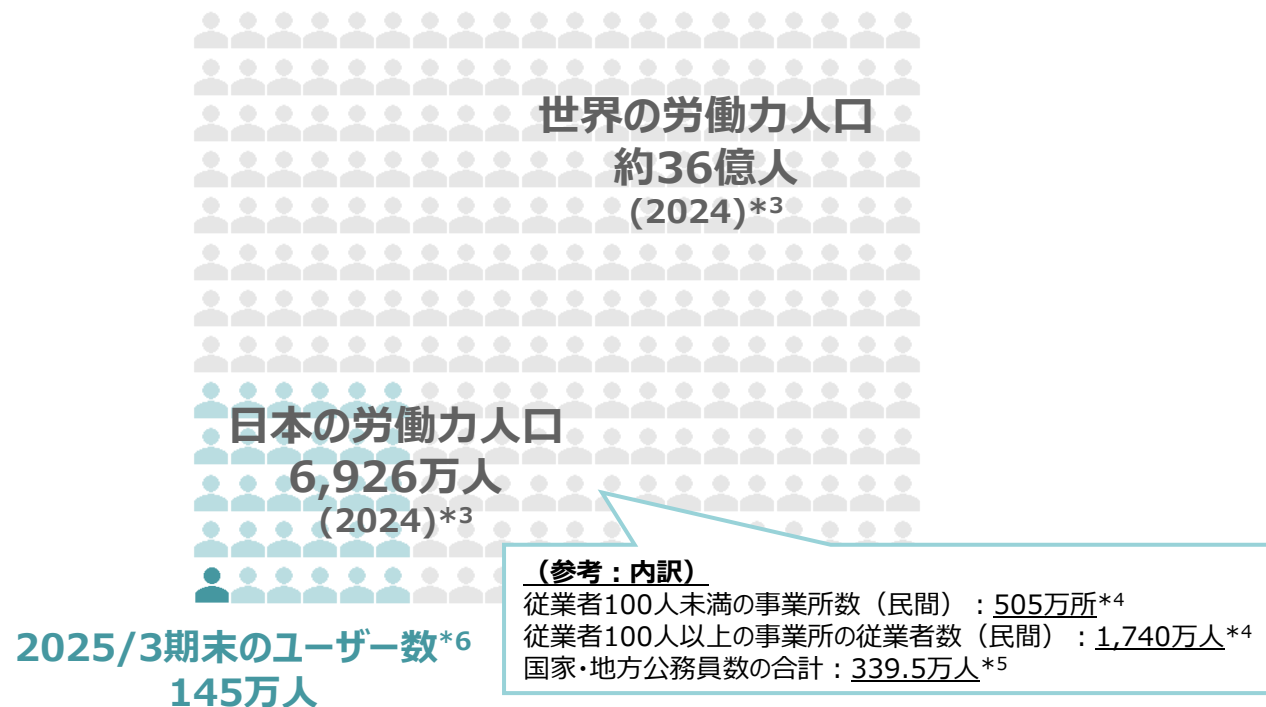 世界の労働力人口
約36億人
(2024)*3
日本の労働力人口
6,926万人
(2024)*3
（参考：内訳）
従業者100人未満の事業所数（民間）：505万所*4
従業者100人以上の事業所の従業者数（民間）：1,740万人*4
国家・地方公務員数の合計：339.5万人*5
2025/3期末のユーザー数*6
145万人